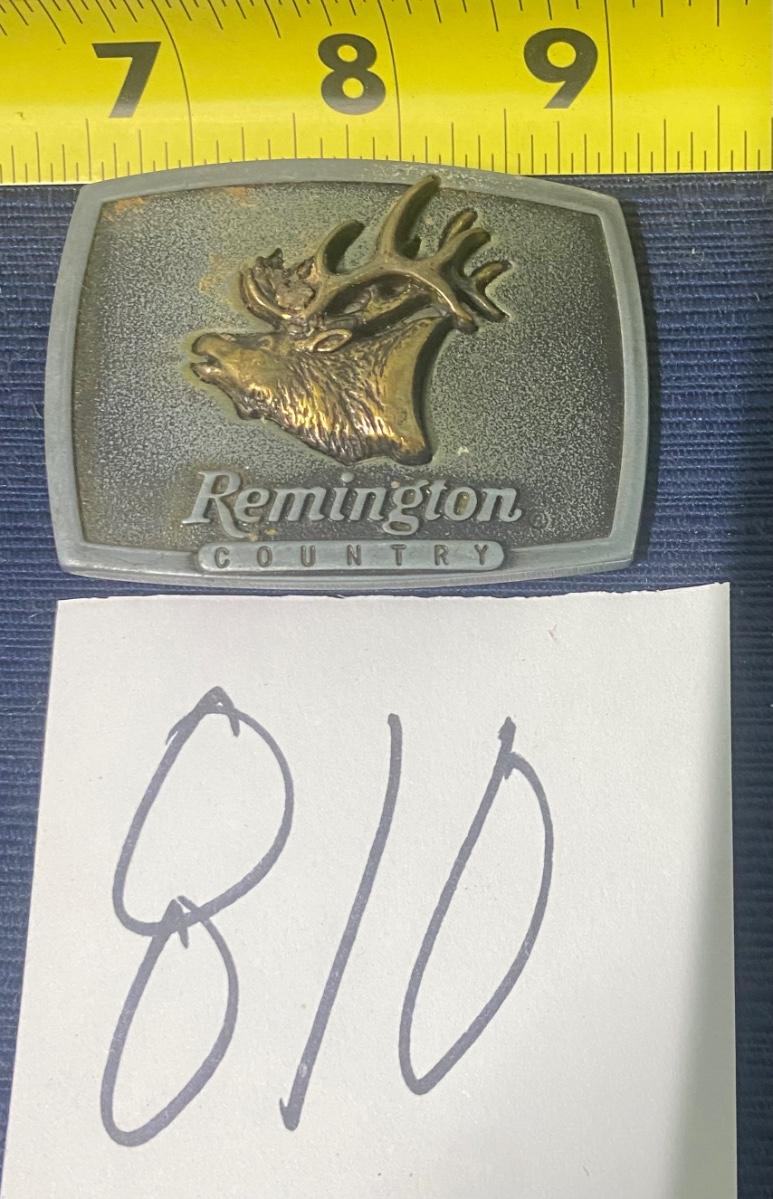 7 8 9
Remington
COUNTRY
810